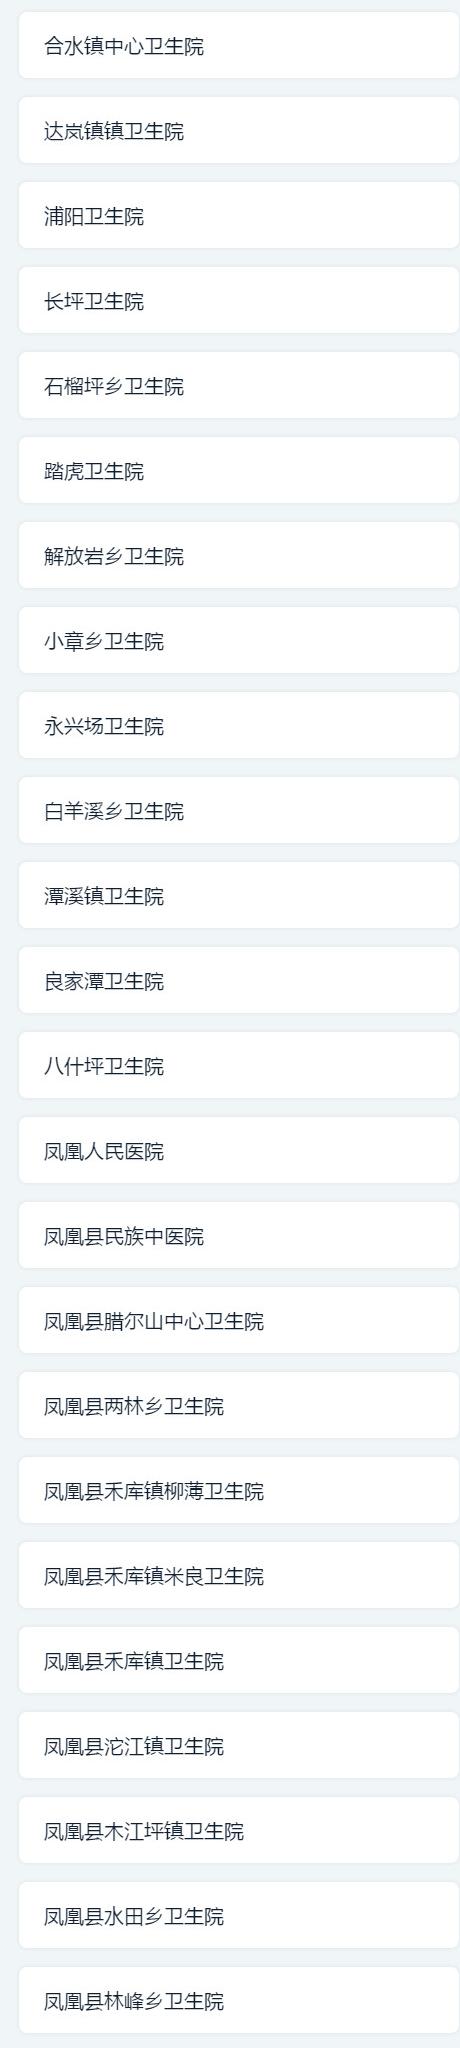 合水镇中心卫生院
达岚镇镇卫生院
浦阳卫生院
长坪卫生院
石榴坪乡卫生院
踏虎卫生院
解放岩乡卫生院
小章乡卫生院
永兴场卫生院
白羊溪乡卫生院
潭溪镇卫生院
良家潭卫生院
八什坪卫生院
凤凰人民医院
凤凰县民族中医院
凤凰县腊尔山中心卫生院
凤凰县两林乡卫生院
凤凰县禾库镇柳薄卫生院
凤凰县禾库镇米良卫生院
凤凰县禾库镇卫生院
凤凰县沱江镇卫生院
凤凰县木江坪镇卫生院
凤凰县水田乡卫生院
凤凰县林峰乡卫生院